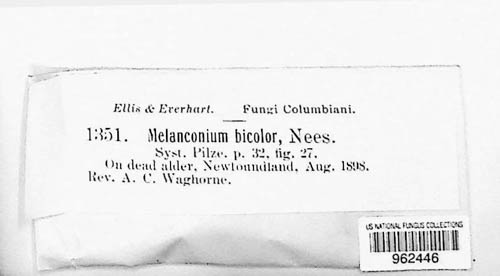 Ellis & Everhart. Fungi Columbiani.
1351. Melanconium bicolor, Nees.
Syst. Pilze. p. 32. fig. 27.
On dead alder, Newfoundland, Aug. 1898.
Rev. A. C. Waghorne.
US NATIONAL FUNGUS COLLECTIONS
962446